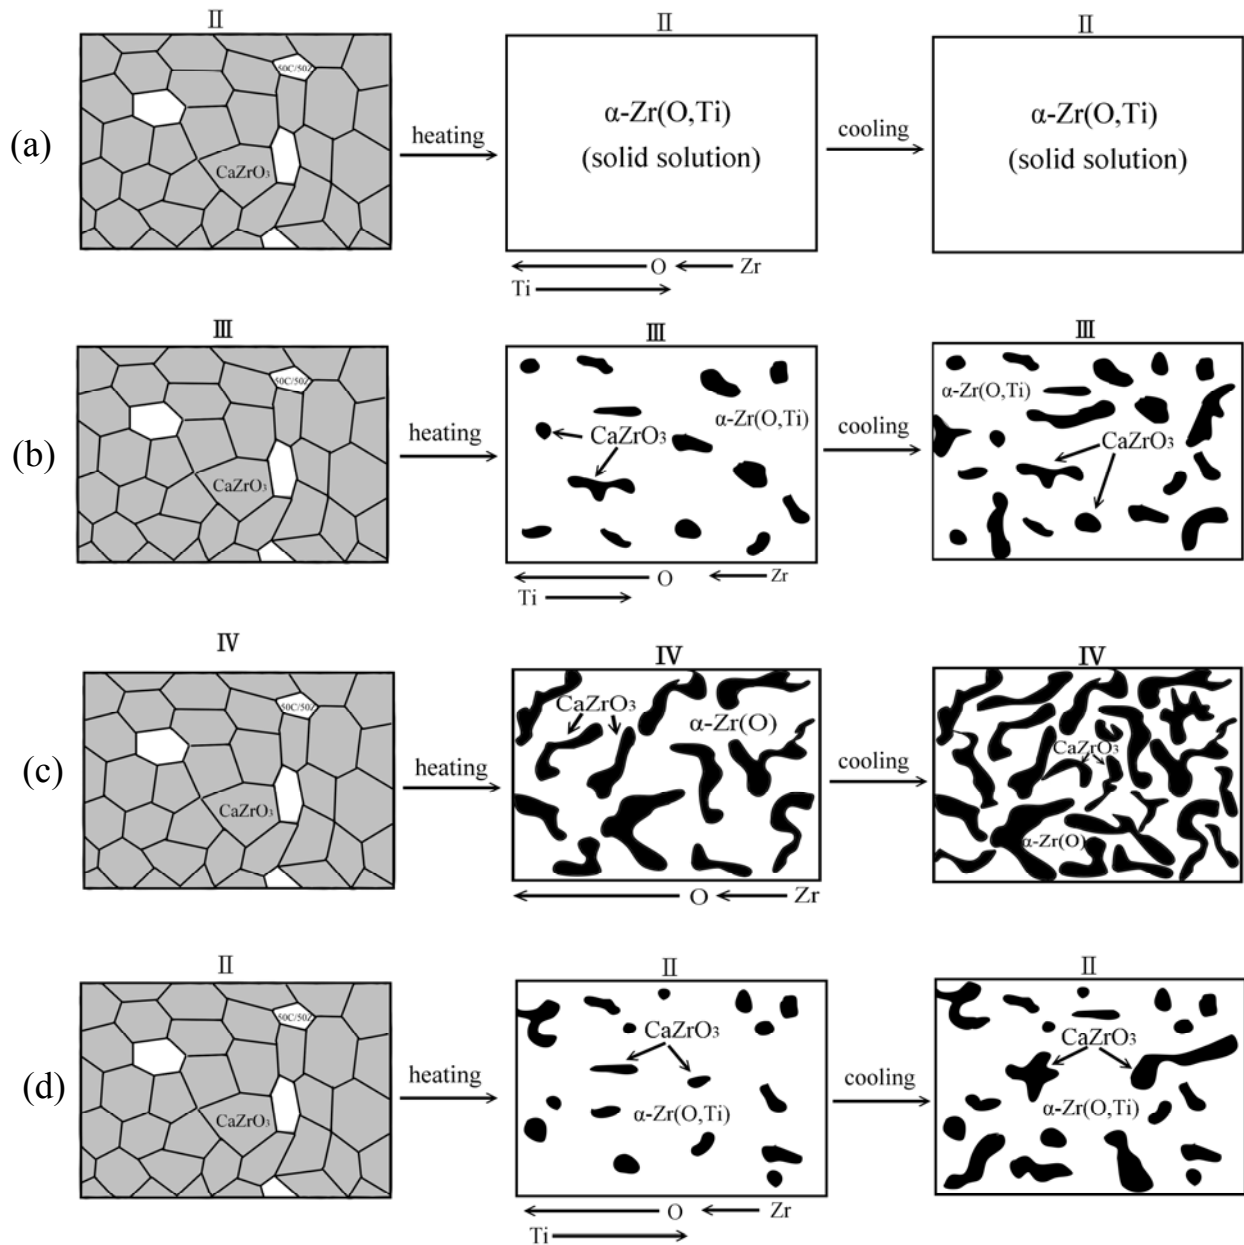 II
II
II
(a)
50C/50Z
CaZrO₃
heating
α-Zr(O,Ti)
(solid solution)
cooling
α-Zr(O,Ti)
(solid solution)
O
Zr
Ti
III
III
III
(b)
50C/50Z
CaZrO₃
heating
CaZrO₃
α-Zr(O,Ti)
cooling
α-Zr(O,Ti)
CaZrO₃
O
Zr
Ti
IV
IV
IV
(c)
50C/50Z
CaZrO₃
heating
CaZrO₃
α-Zr(O)
cooling
CaZrO₃
α-Zr(O)
O
Zr
II
II
II
(d)
50C/50Z
CaZrO₃
heating
CaZrO₃
α-Zr(O,Ti)
cooling
CaZrO₃
α-Zr(O,Ti)
O
Zr
Ti